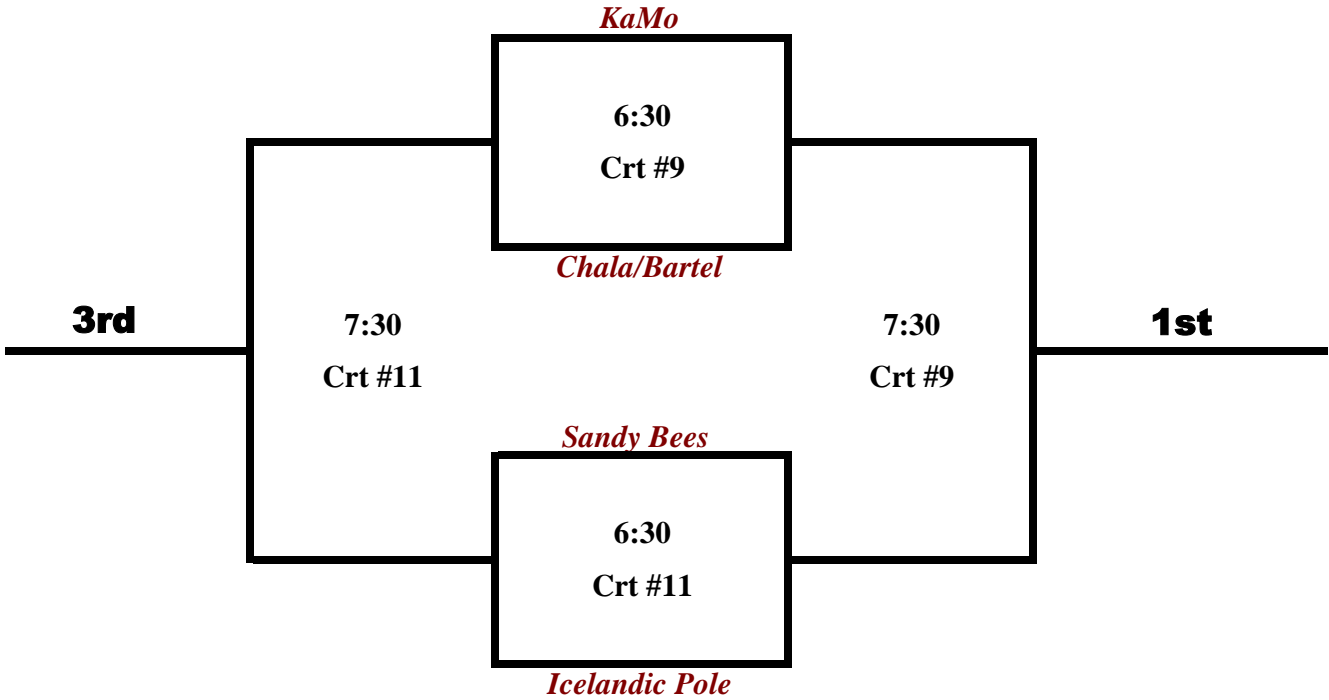 KaMo
6:30
Crt #9
Chala/Bartel
3rd
7:30
Crt #11
7:30
Crt #9
1st
Sandy Bees
6:30
Crt #11
Icelandic Pole